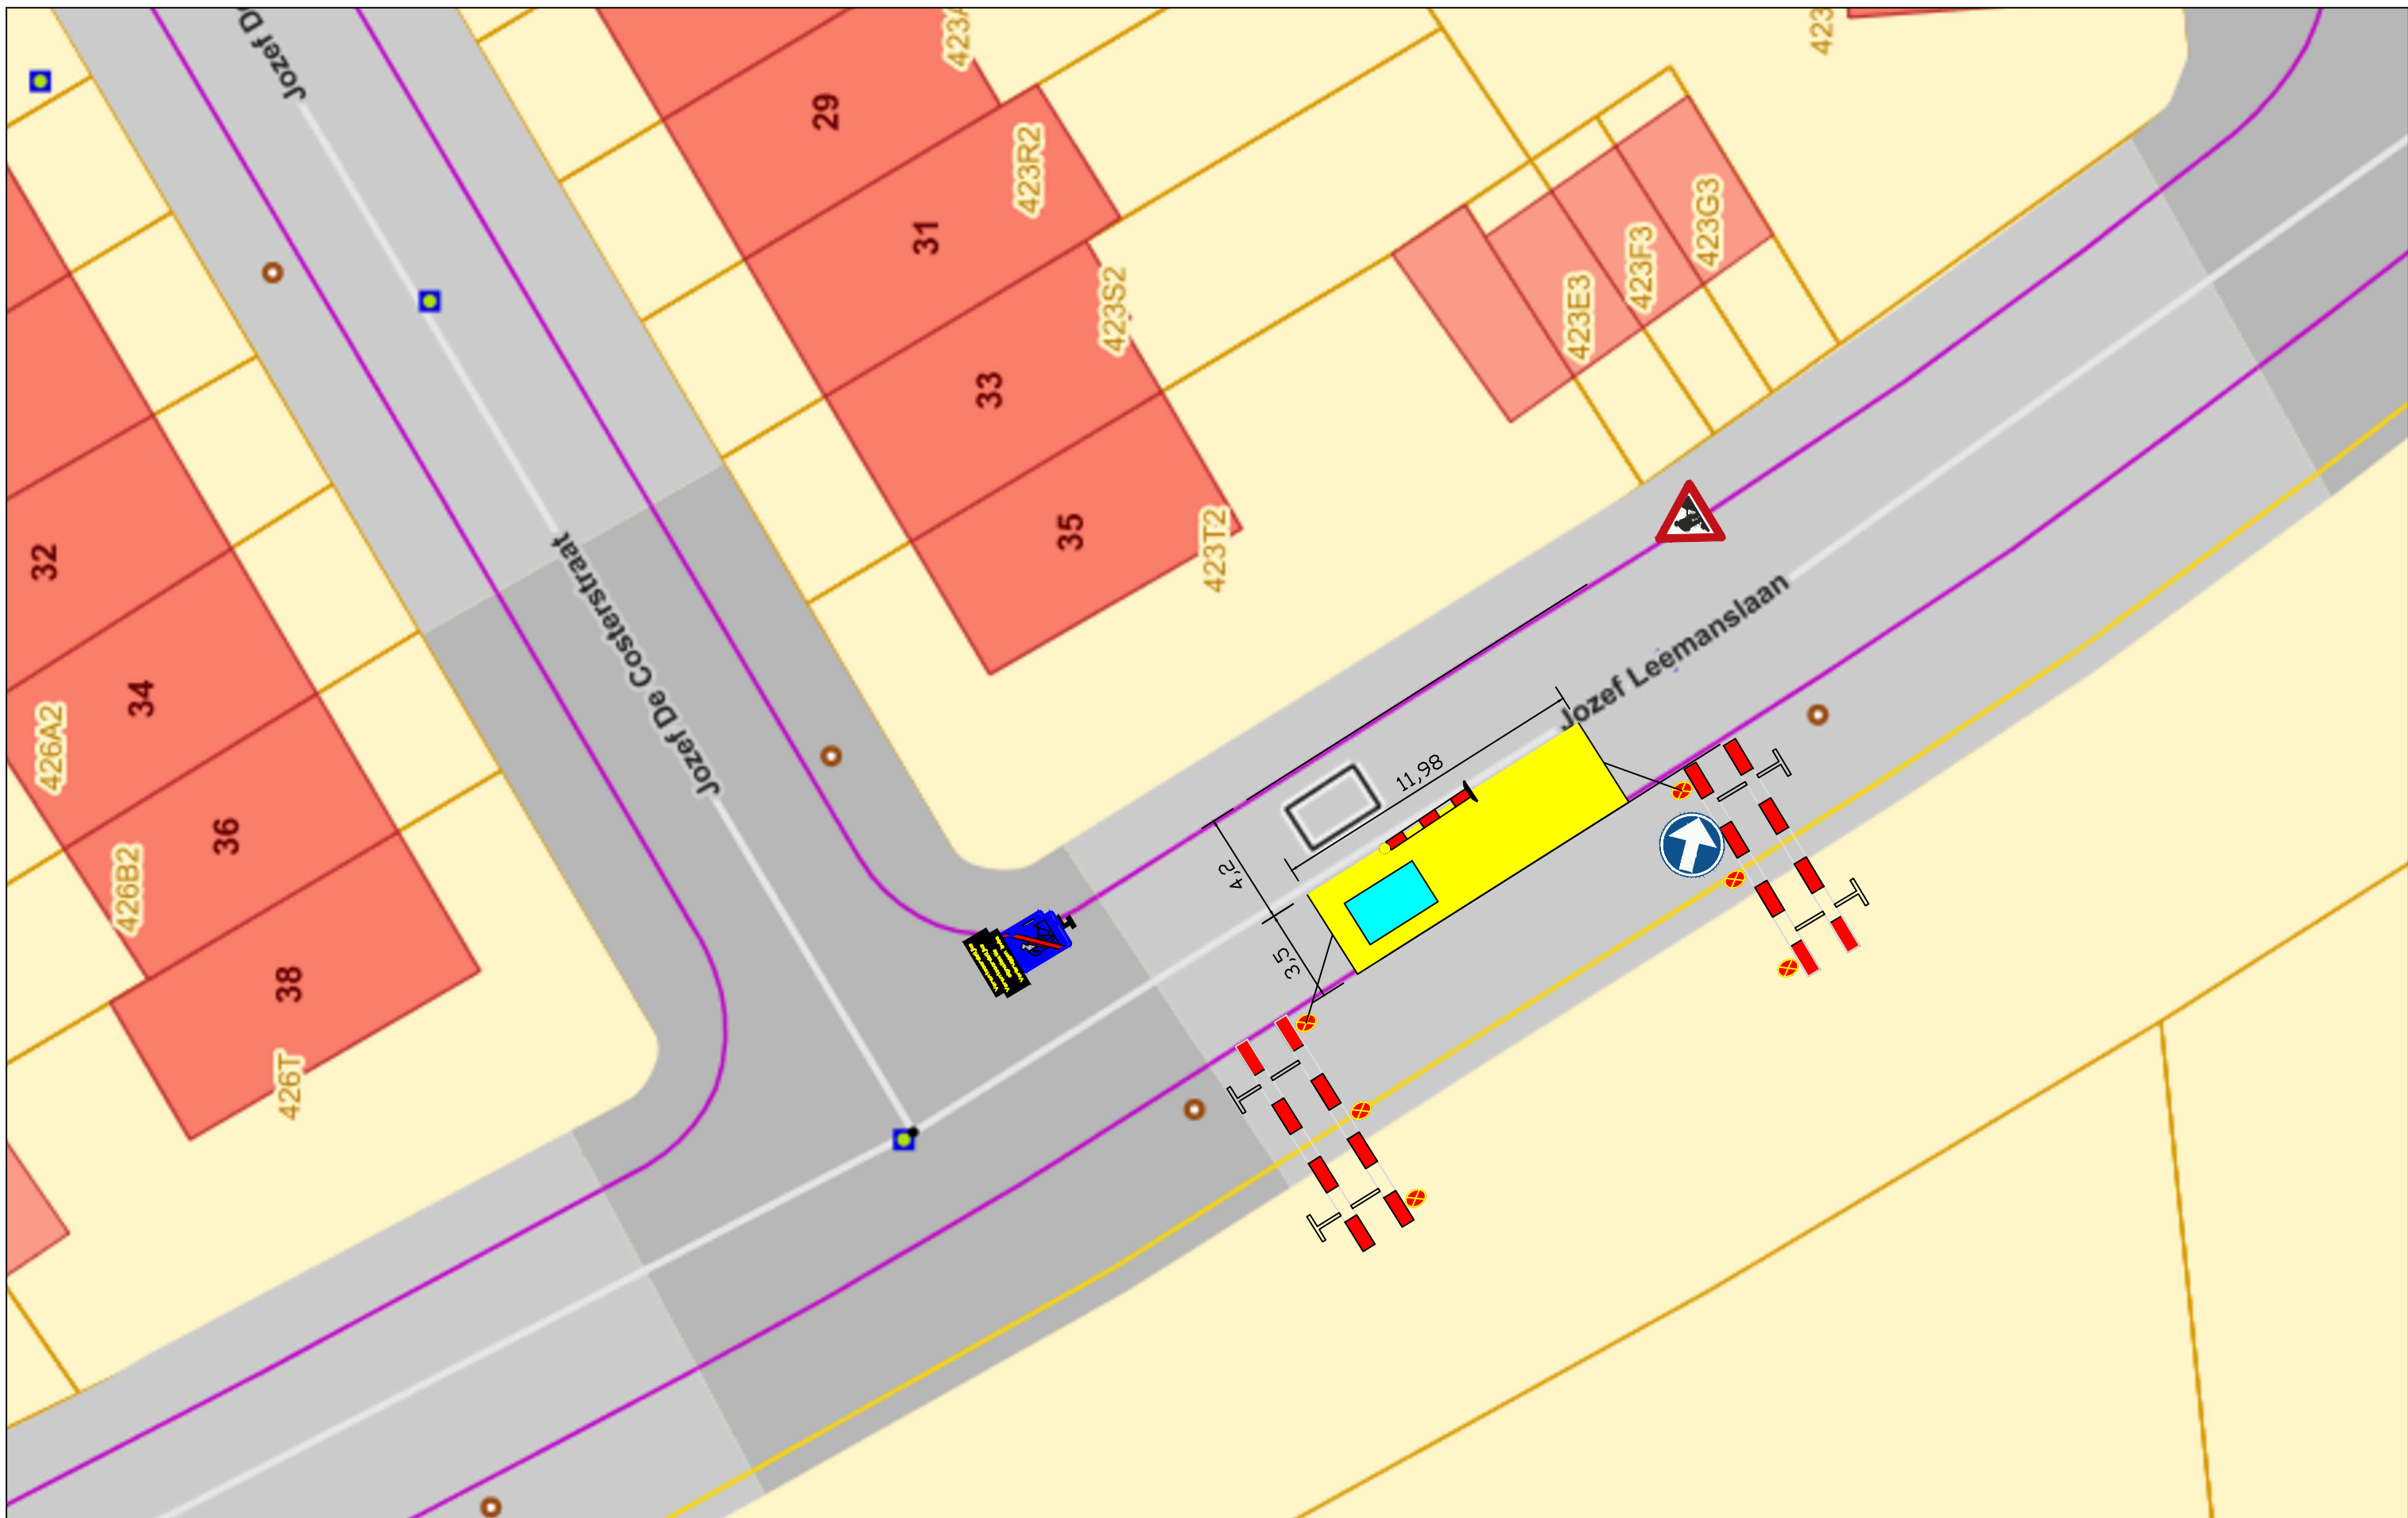 Jozef De
423A
423
29
423R2
31
423G3
423F3
423E3
423S2
33
35
423T2
32
Jozef De Costerstraat
34
426A2
36
426B2
38
426T
Jozef Leemanslaan
11,98
4,2
3,5